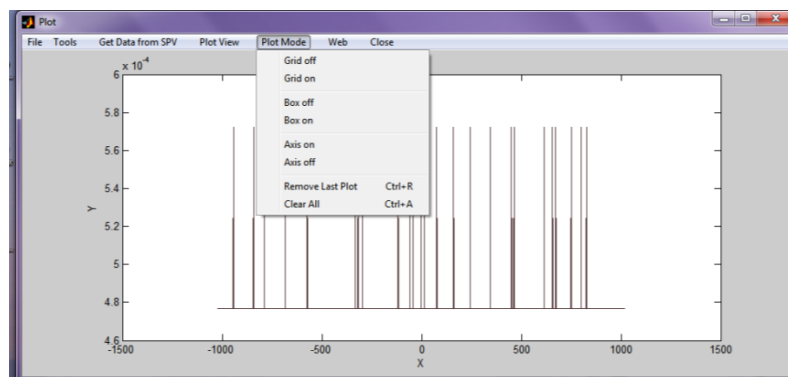 Plot
File Tools Get Data from SPV Plot View Plot Mode Web Close
Grid off
Grid on
Box off
Box on
Axis on
Axis off
Remove Last Plot Ctrl+R
Clear All Ctrl+A
x 10-4
6
5.8
5.6
5.4
5.2
5
4.8
4.6
Y
-1500 -1000 -500 0 500 1000 1500
X